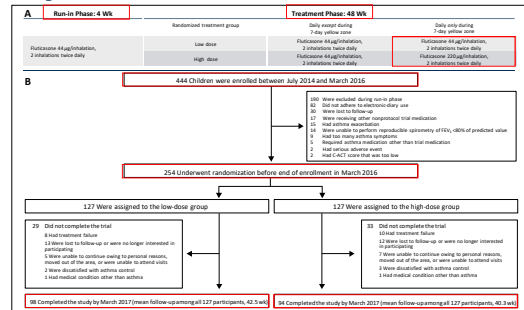 A
Run-in Phase: 4 Wk
Treatment Phase: 48 Wk
Randomized treatment group
Daily except during
7-day yellow zone
Daily only during
7-day yellow zone
Fluticasone 44 µg/inhalation,
2 inhalations twice daily
Low dose
Fluticasone 44 µg/inhalation,
2 inhalations twice daily
Fluticasone 44 µg/inhalation,
2 inhalations twice daily
High dose
Fluticasone 44 µg/inhalation,
2 inhalations twice daily
Fluticasone 220 µg/inhalation,
2 inhalations twice daily
B
444 Children were enrolled between July 2014 and March 2016
190 Were excluded during run-in phase
82 Did not adhere to electronic-diary use
30 Were lost to follow-up
17 Were receiving other nonprotocol trial medication
15 Had asthma exacerbation
14 Were unable to perform reproducible spirometry of FEV₁ <80% of predicted value
9 Had too many asthma symptoms
5 Required asthma medication other than trial medication
2 Had serious adverse event
2 Had C-ACT score that was too low
254 Underwent randomization before end of enrollment in March 2016
127 Were assigned to the low-dose group
127 Were assigned to the high-dose group
29 Did not complete the trial
8 Had treatment failure
13 Were lost to follow-up or were no longer interested in
participating
5 Were unable to continue owing to personal reasons,
moved out of the area, or were unable to attend visits
2 Were dissatisfied with asthma control
1 Had medical condition other than asthma
33 Did not complete the trial
10 Had treatment failure
12 Were lost to follow-up or were no longer interested
in participating
7 Were unable to continue owing to personal reasons,
moved out of the area, or were unable to attend
visits
3 Were dissatisfied with asthma control
1 Had medical condition other than asthma
98 Completed the study by March 2017 (mean follow-up among all 127 participants, 42.5 wk)
94 Completed the study by March 2017 (mean follow-up among all 127 participants, 40.3 wk)